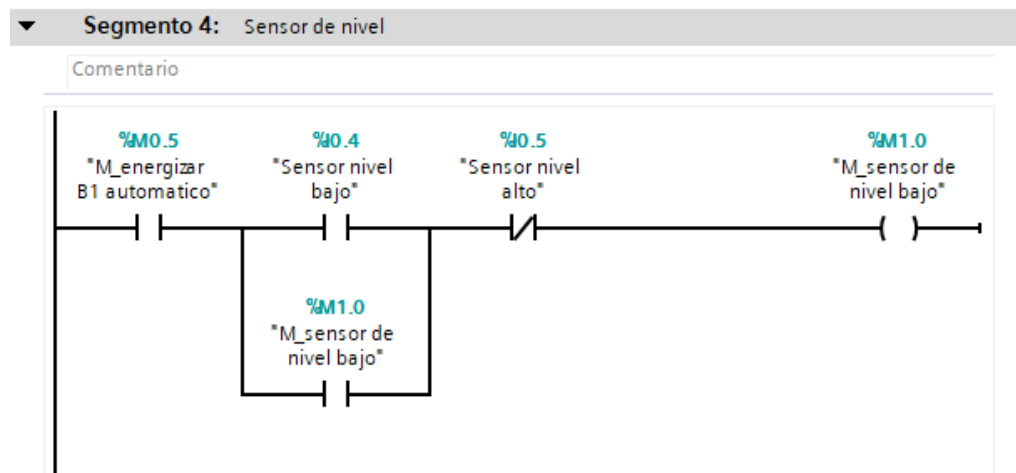 Segmento 4: Sensor de nivel
Comentario
%M0.5
"M_energizar
B1 automatico"
%I0.4
"Sensor nivel
bajo"
%I0.5
"Sensor nivel
alto"
%M1.0
"M_sensor de
nivel bajo"
%M1.0
"M_sensor de
nivel bajo"